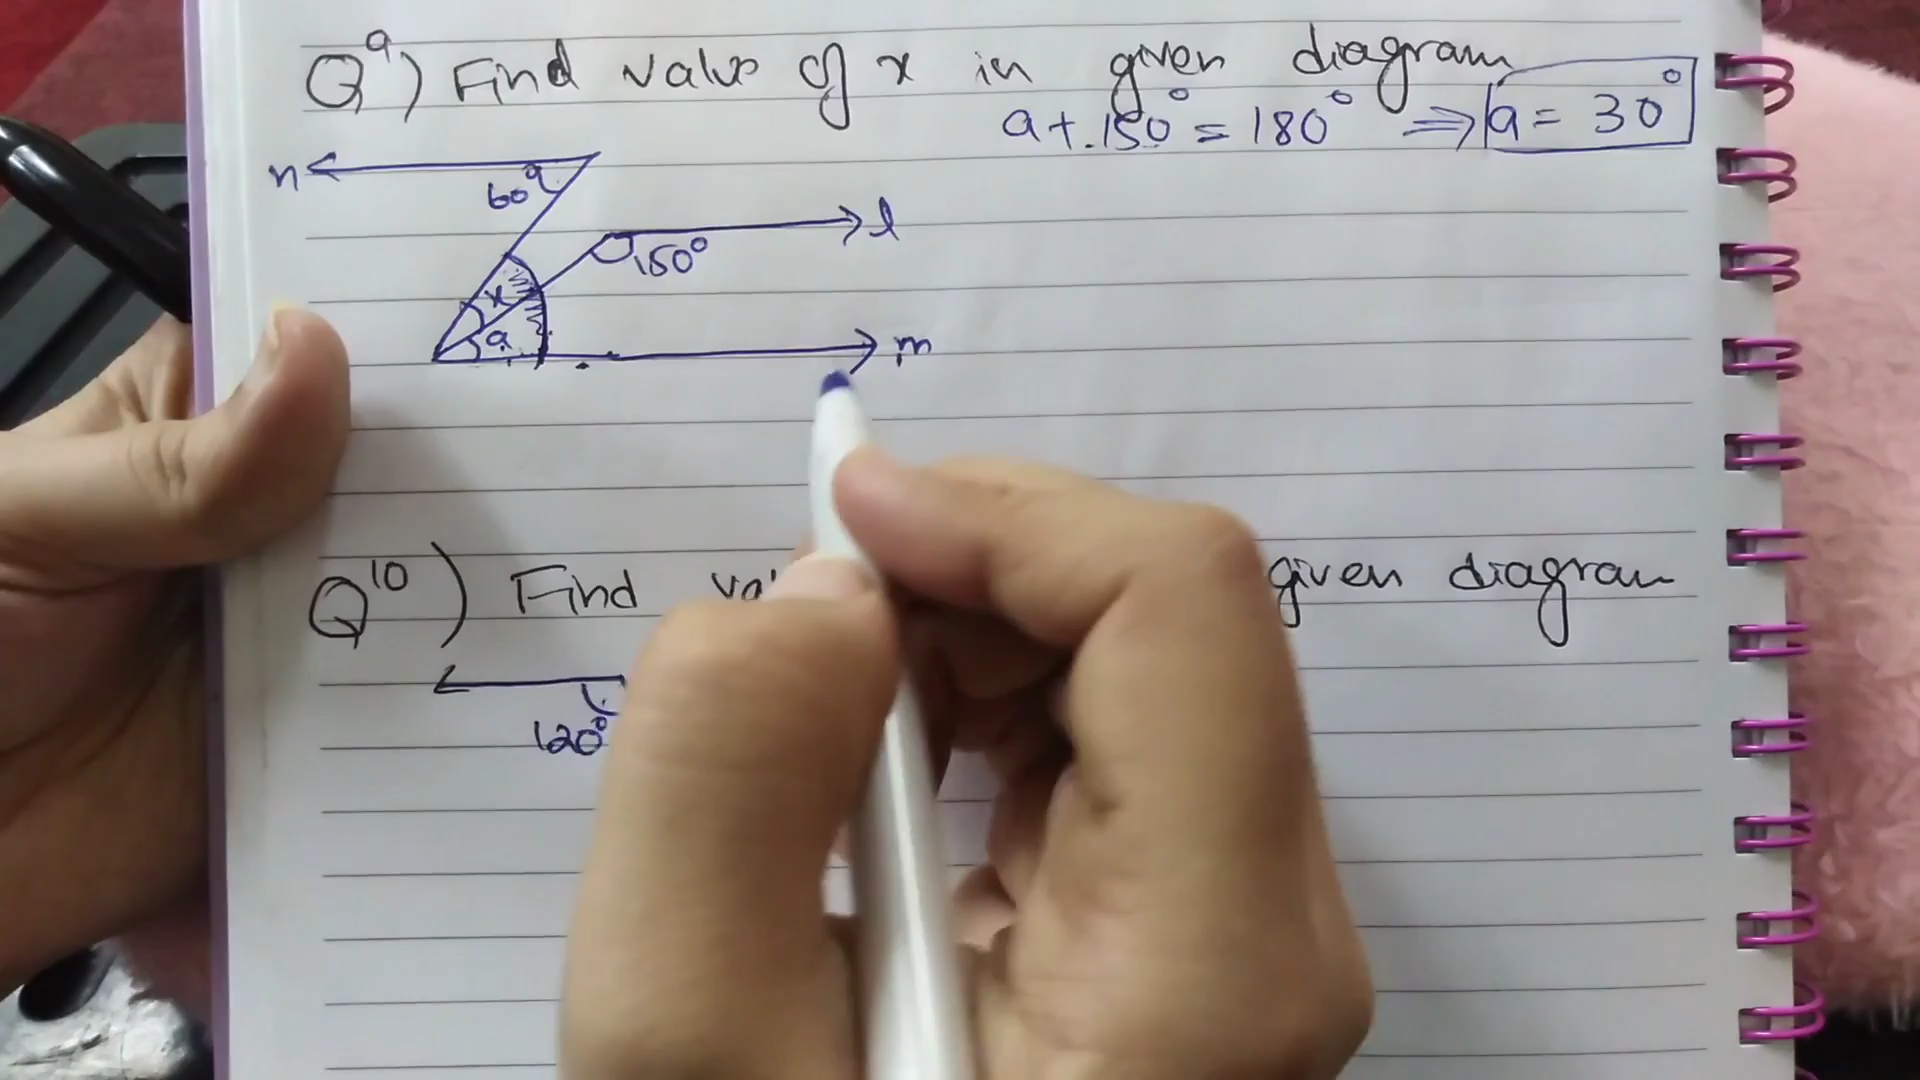 Q9) Find value of x in given diagram
a + 150° = 180° ⇒ a = 30°
n
60°
l
150°
x
a
m
Q10) Find given diagram
120°